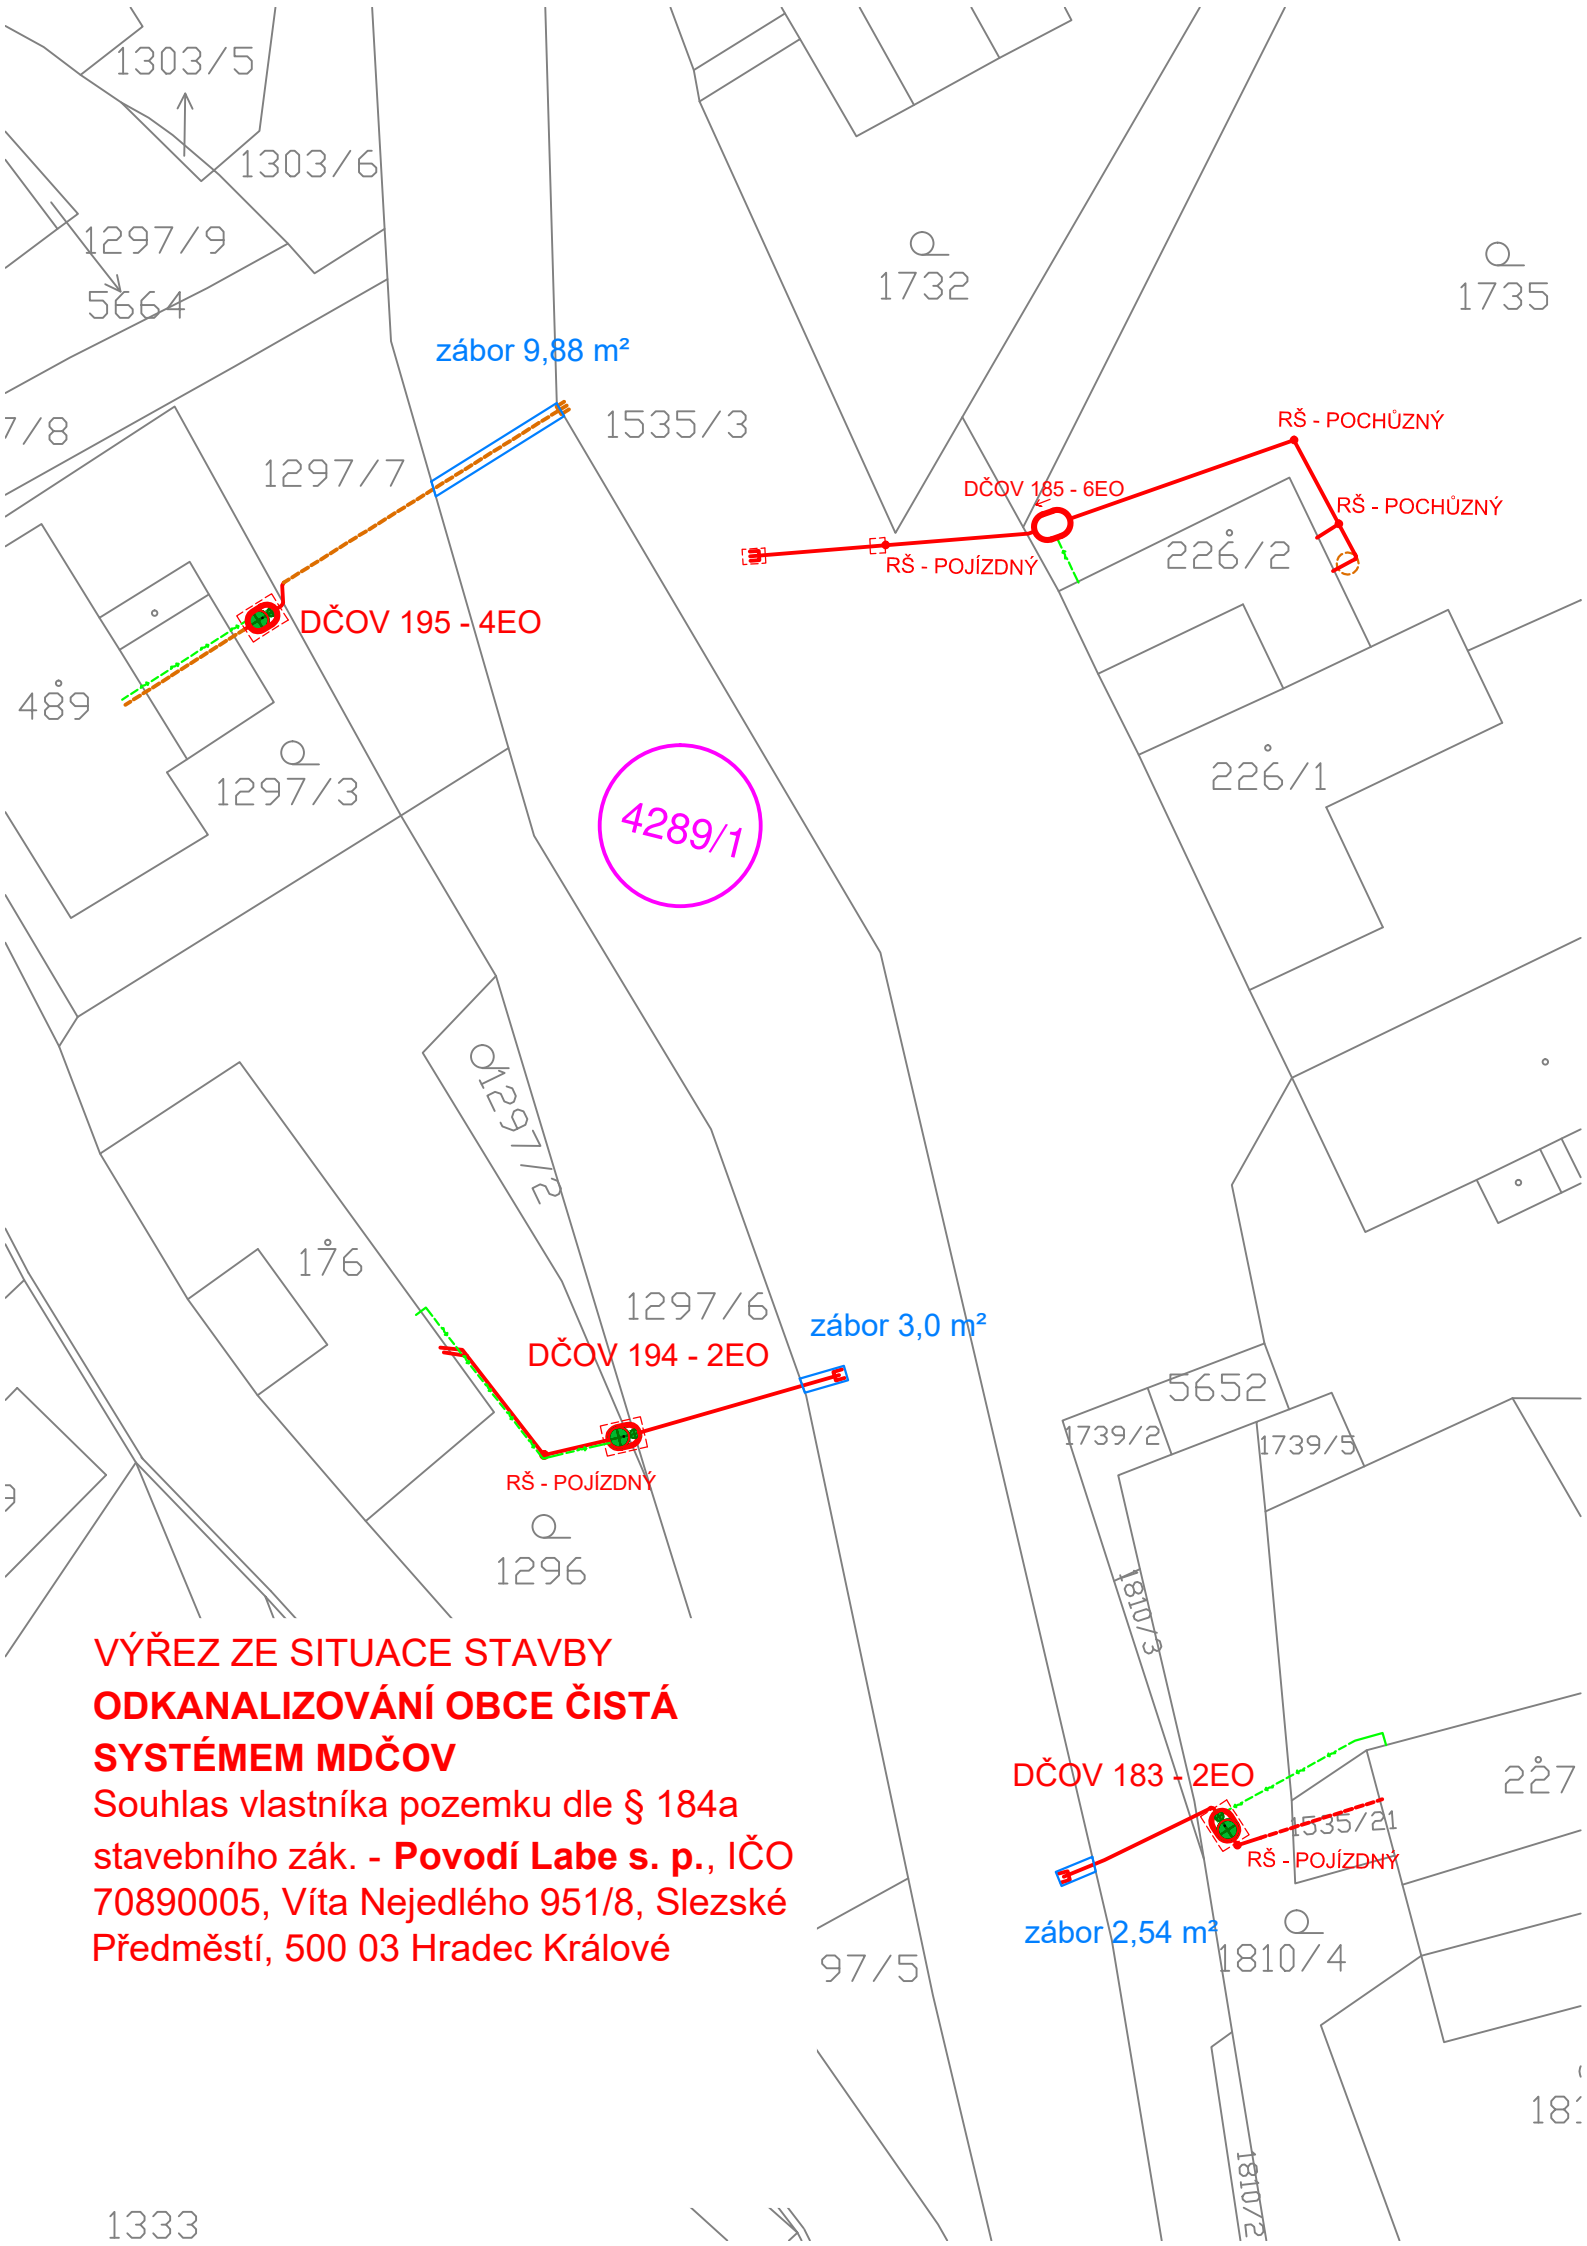 1303/5
1303/6
1297/9
5664
1732
1735
zábor 9,88 m²
7/8
1297/7
1535/3
RŠ - POCHŮZNÝ
DČOV 185 - 6EO
RŠ - POCHŮZNÝ
RŠ - POJÍZDNÝ
226/2
DČOV 195 - 4EO
489
1297/3
226/1
4289/1
1297/2
176
1297/6
zábor 3,0 m²
DČOV 194 - 2EO
5652
1739/2
1739/5
RŠ - POJÍZDNÝ
1296
1810/3
VÝŘEZ ZE SITUACE STAVBY
ODKANALIZOVÁNÍ OBCE ČISTÁ
SYSTÉMEM MDČOV
Souhlas vlastníka pozemku dle § 184a
stavebního zák. - Povodí Labe s. p., IČO
70890005, Víta Nejedlého 951/8, Slezské
Předměstí, 500 03 Hradec Králové
DČOV 183 - 2EO
227
1535/21
RŠ - POJÍZDNÝ
zábor 2,54 m²
1810/4
97/5
1810/2
1333